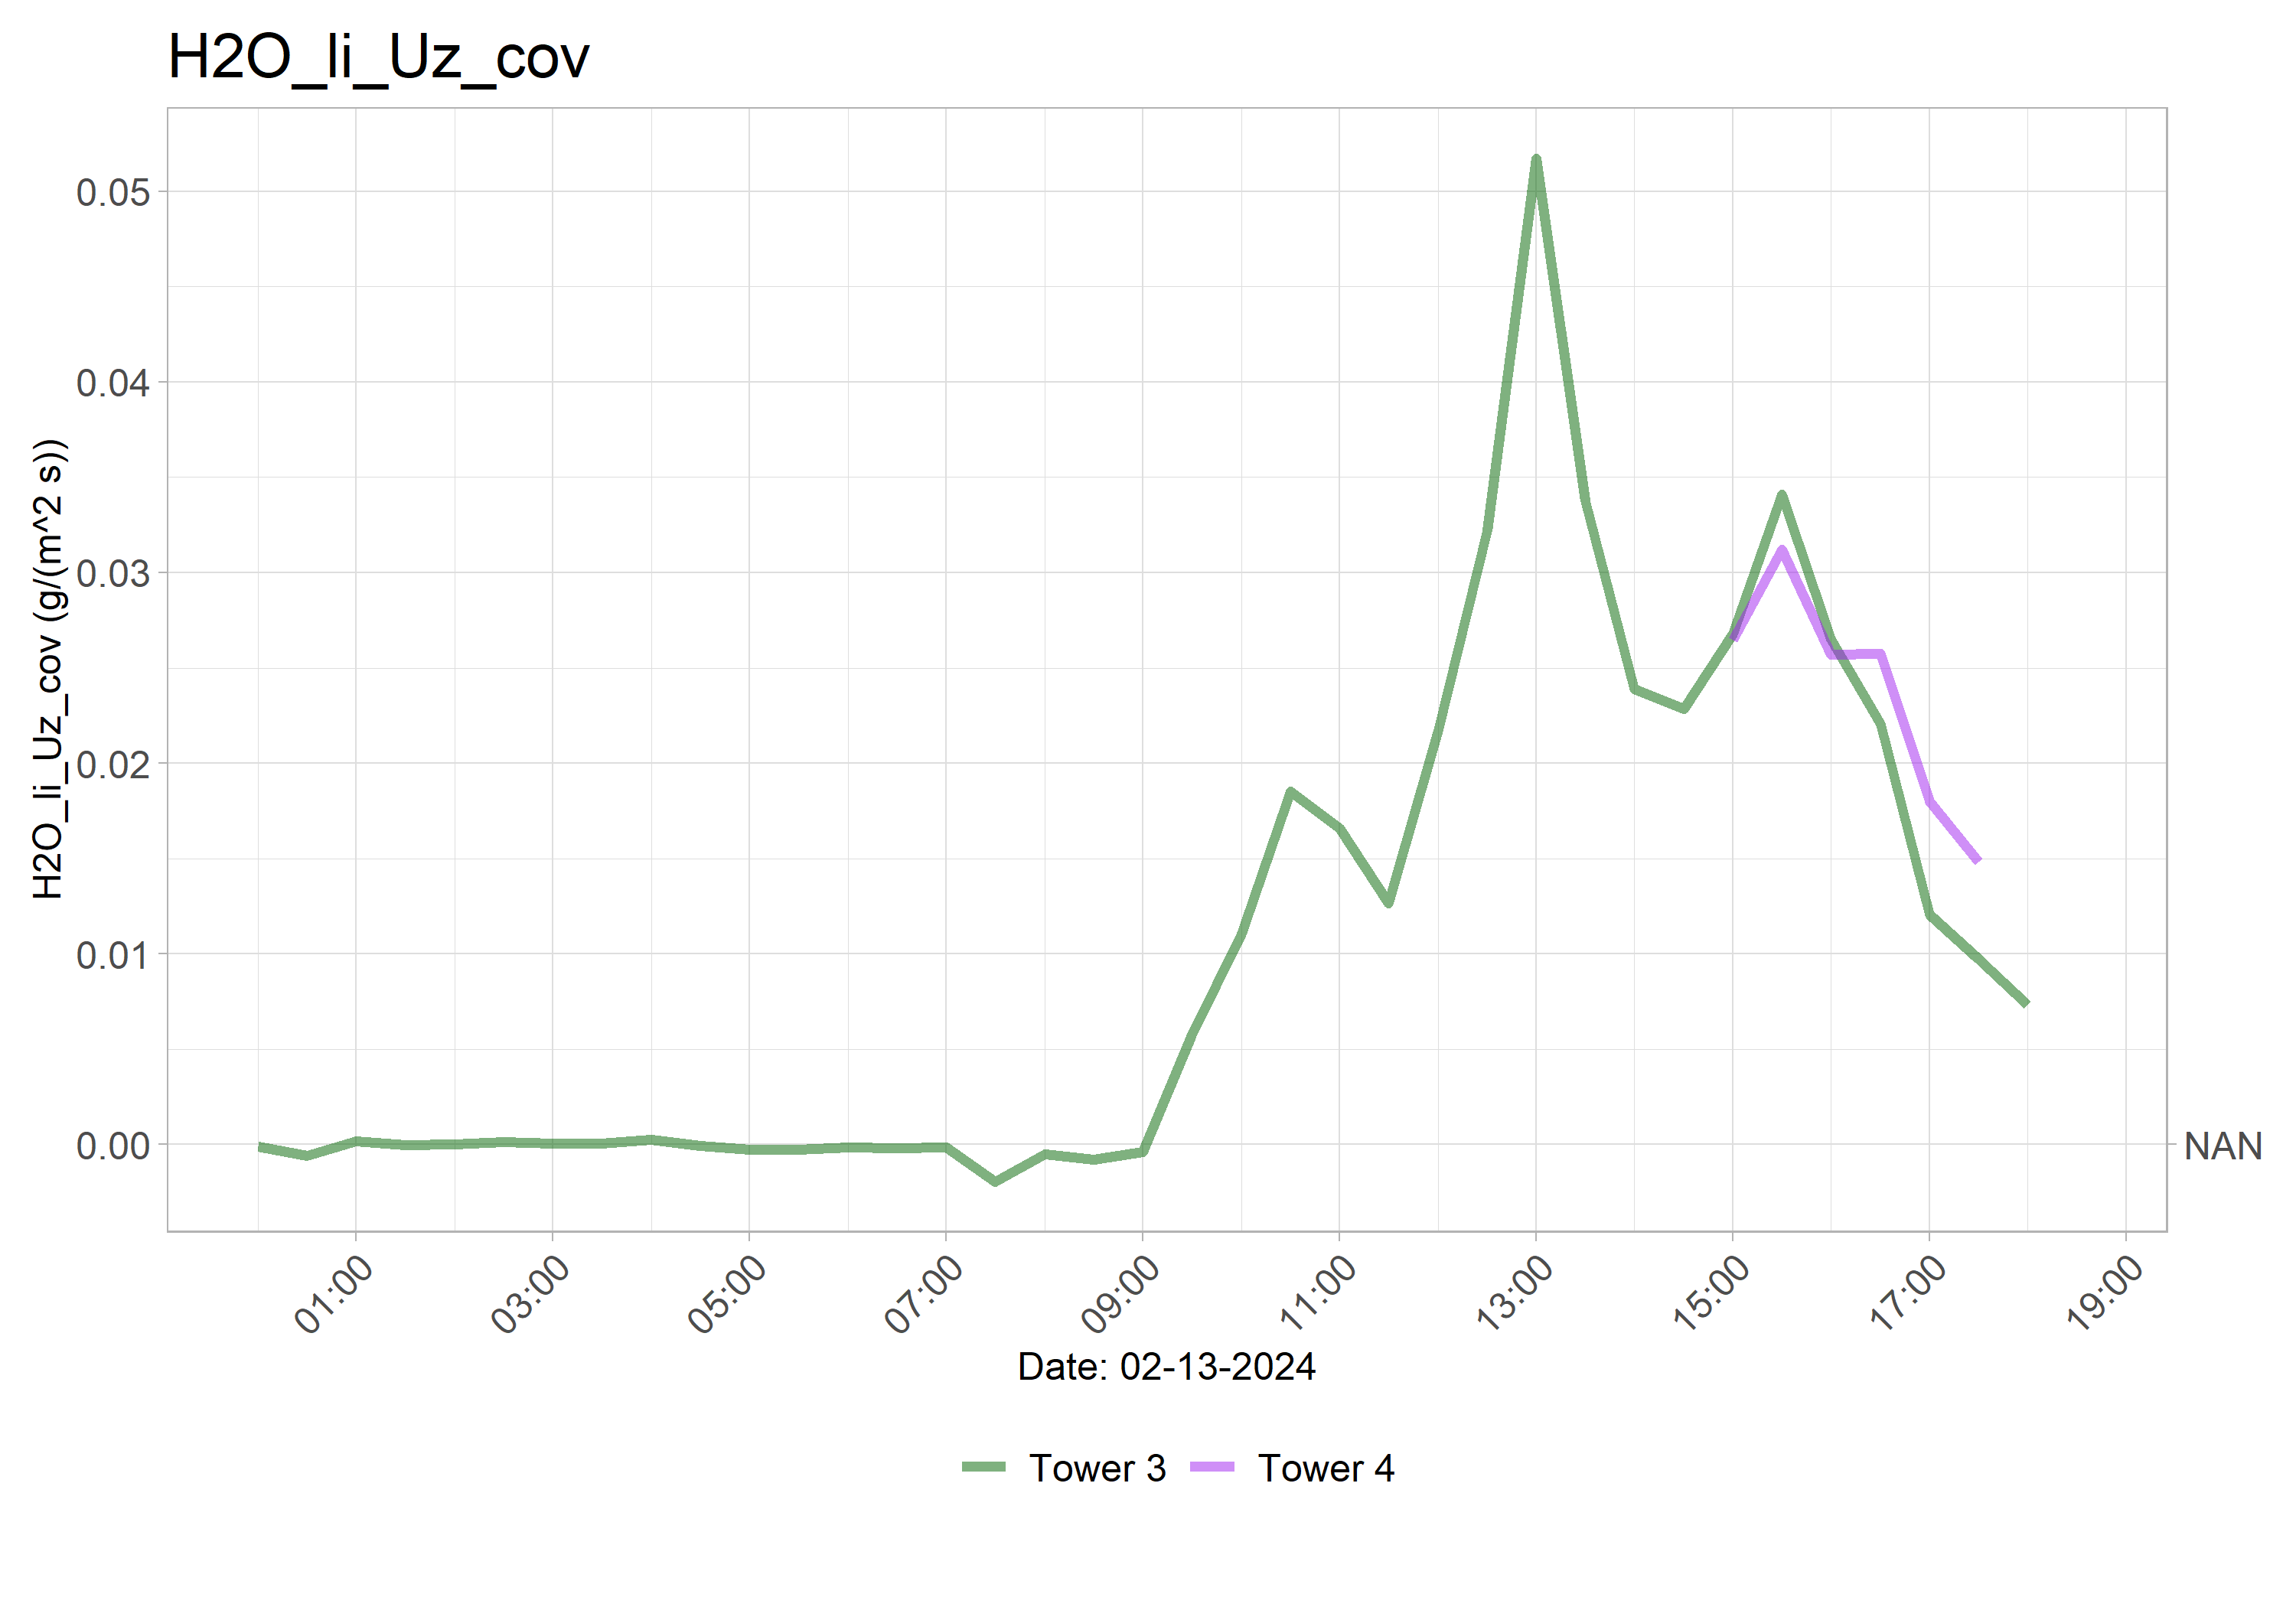 H2O_li_Uz_cov
H2O_li_Uz_cov (g/(m^2 s))
0.05
0.04
0.03
0.02
0.01
0.00
NAN
01:00 03:00 05:00 07:00 09:00 11:00 13:00 15:00 17:00 19:00
Date: 02-13-2024
Tower 3 Tower 4